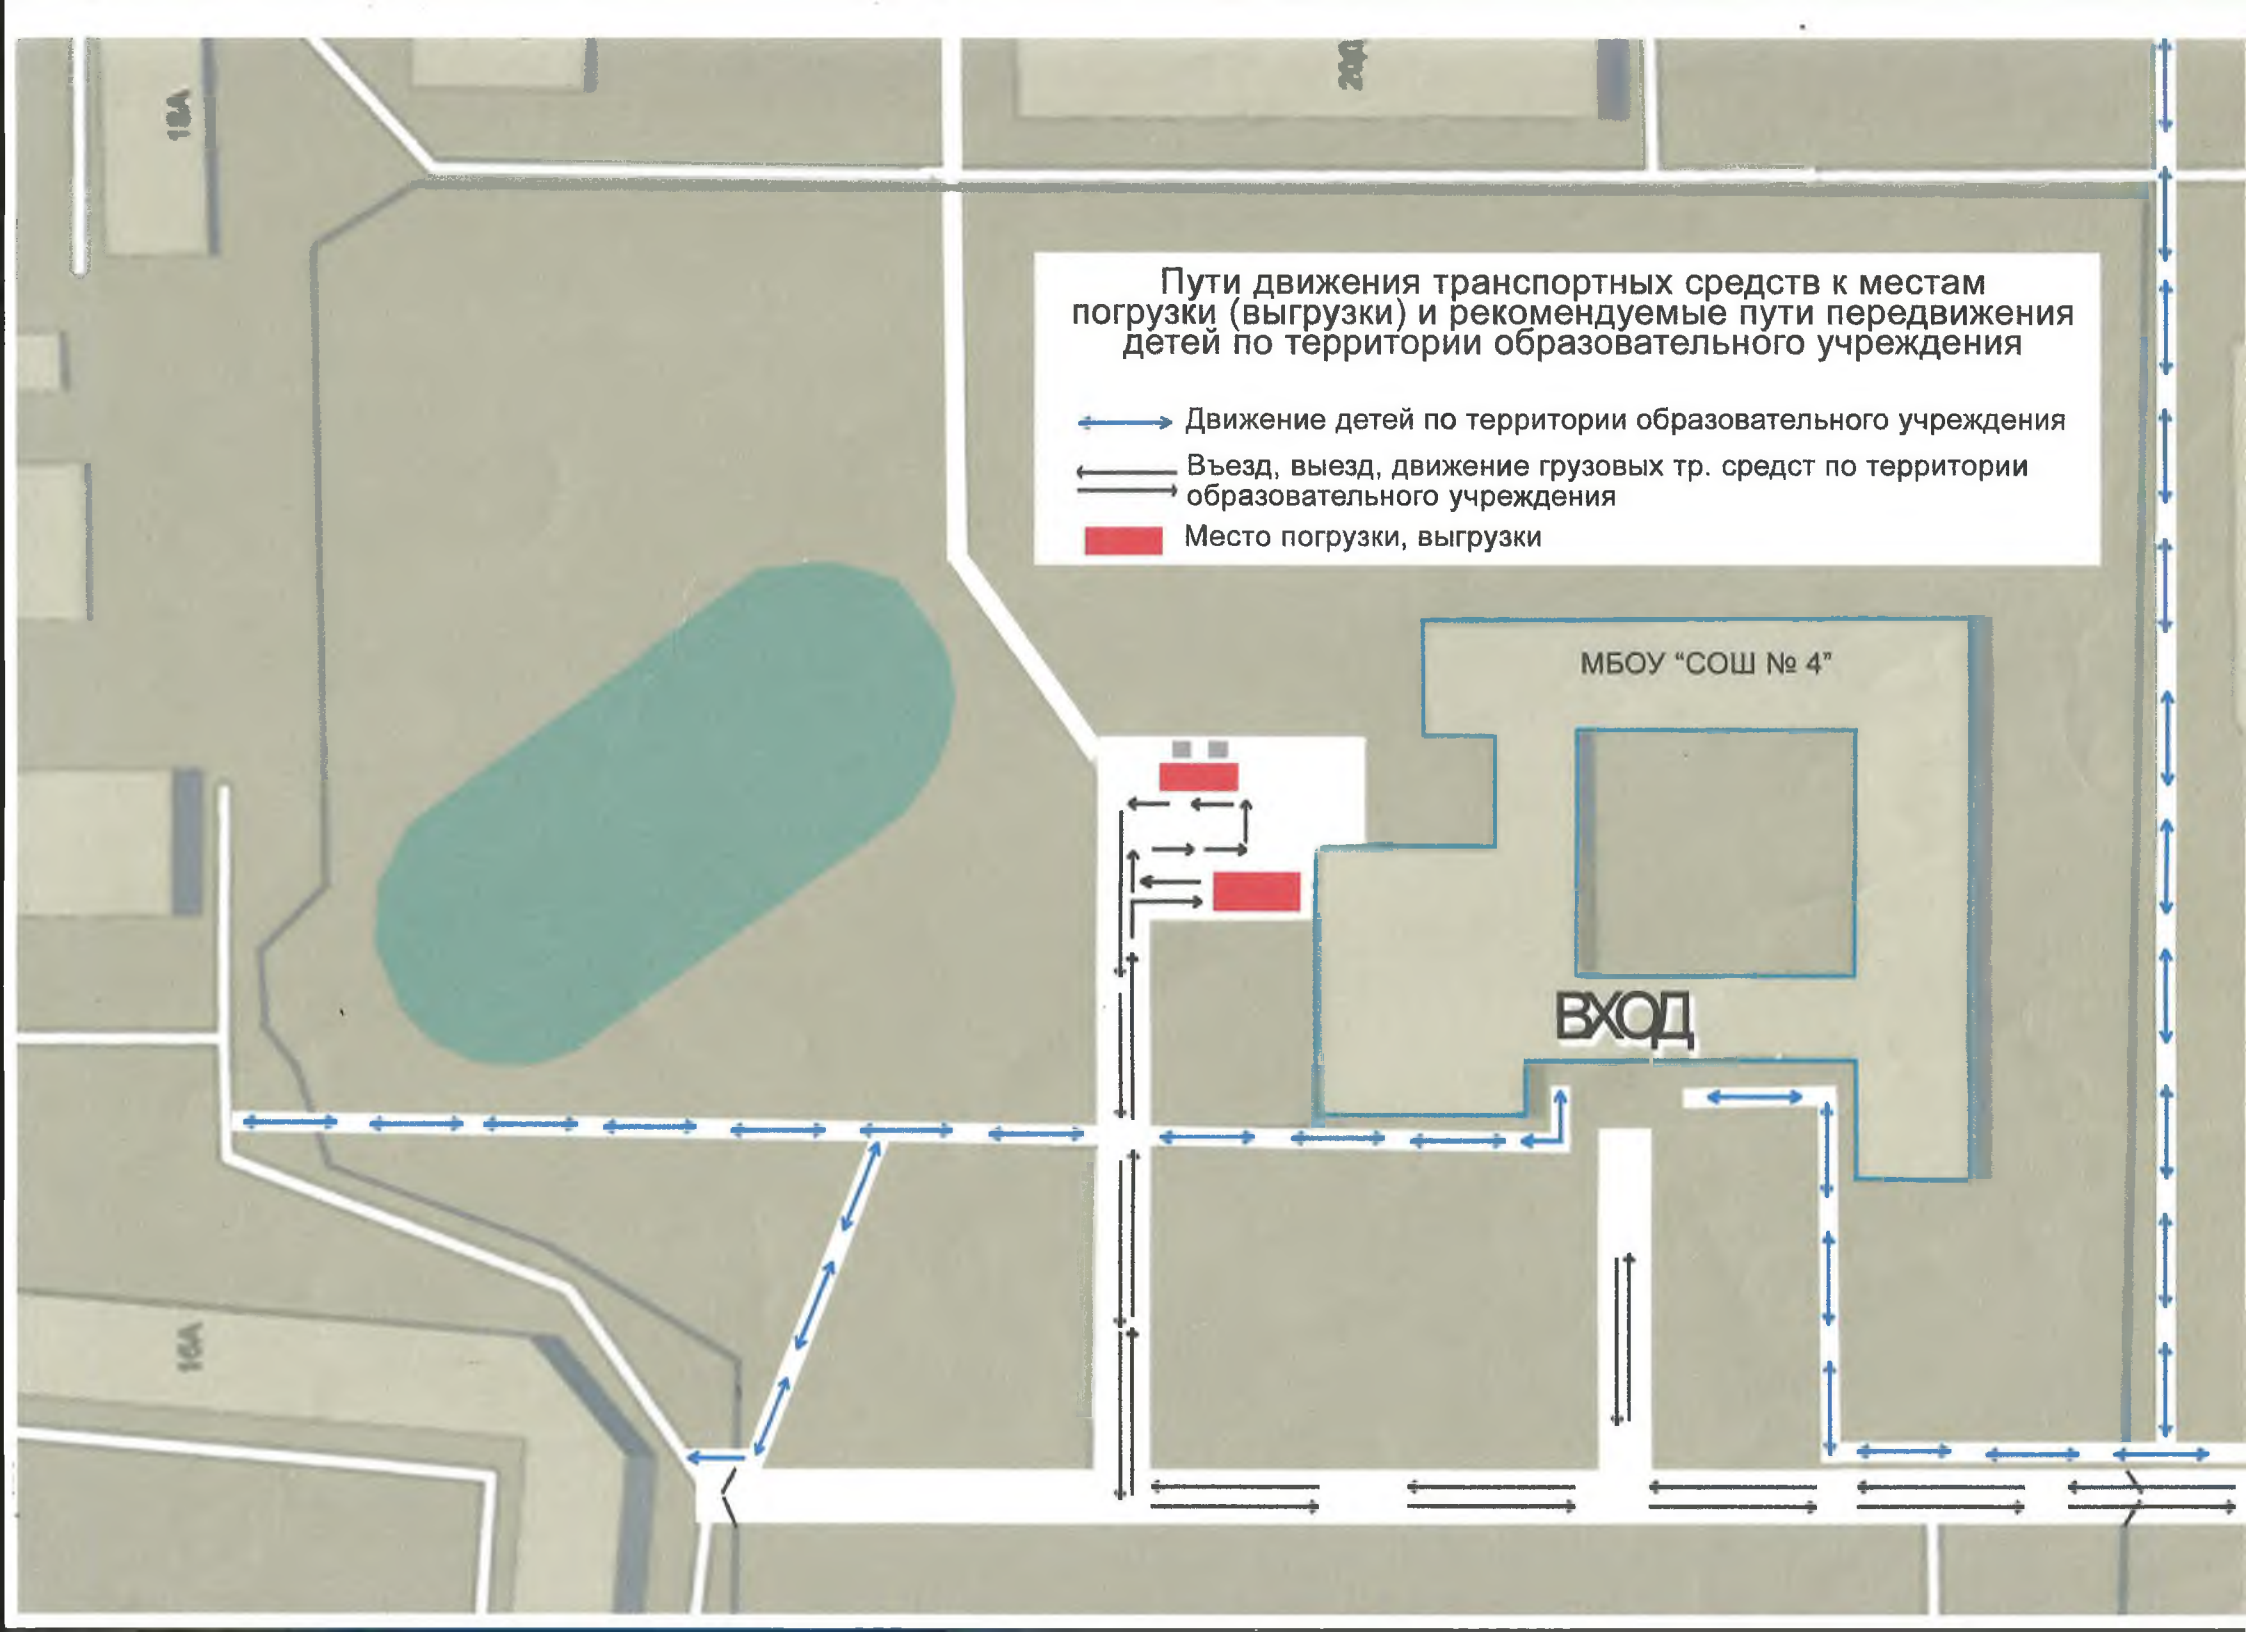 18А
20Д
Пути движения транспортных средств к местам
погрузки (выгрузки) и рекомендуемые пути передвижения
детей по территории образовательного учреждения
Движение детей по территории образовательного учреждения
Въезд, выезд, движение грузовых тр. средст по территории
образовательного учреждения
Место погрузки, выгрузки
МБОУ “СОШ № 4”
ВХОД
16А